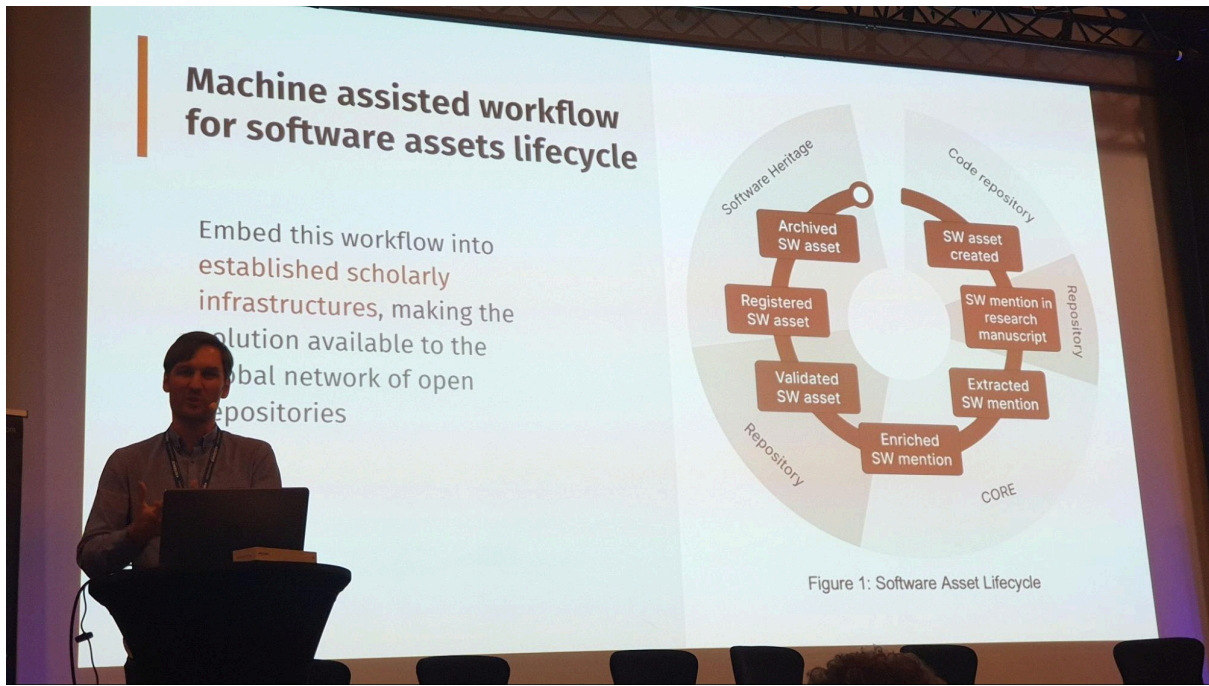 Machine assisted workflow
for software assets lifecycle
Embed this workflow into
established scholarly
infrastructures, making the
olution available to the
obal network of open
epositories
Software Heritage
Code repository
Archived
SW asset
SW asset
created
Registered
SW asset
SW mention in
research
manuscript
Repository
Validated
SW asset
Extracted
SW mention
Enriched
SW mention
Repository
CORE
Figure 1: Software Asset Lifecycle